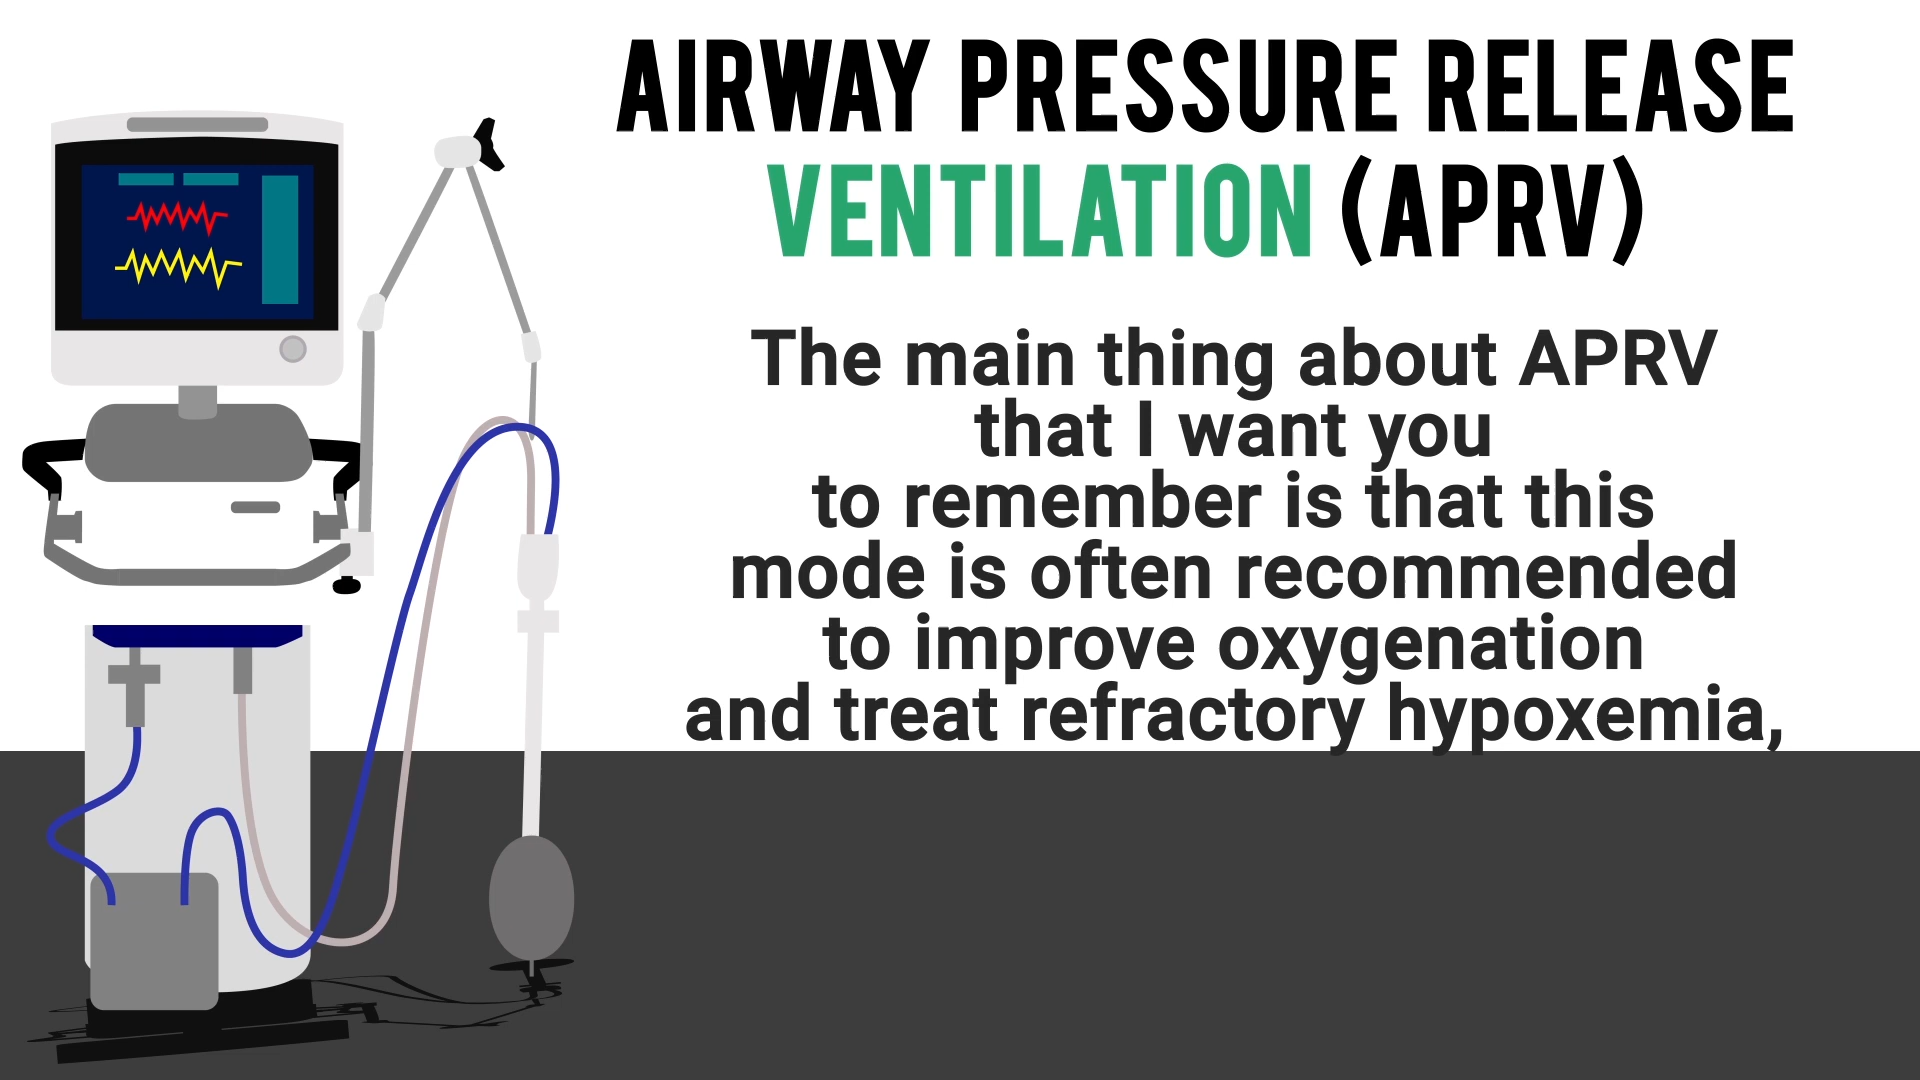 AIRWAY PRESSURE RELEASE
VENTILATION (APRV)
The main thing about APRV
that I want you
to remember is that this
mode is often recommended
to improve oxygenation
and treat refractory hypoxemia,